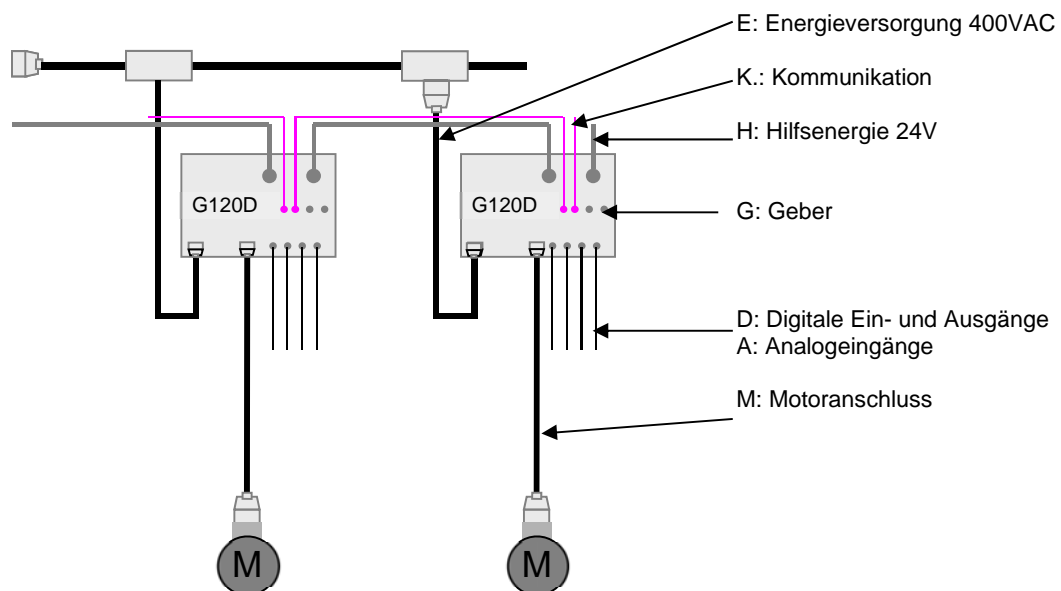 E: Energieversorgung 400VAC
K.: Kommunikation
H: Hilfsenergie 24V
G120D
G120D
G: Geber
D: Digitale Ein- und Ausgänge
A: Analogeingänge
M: Motoranschluss
M
M